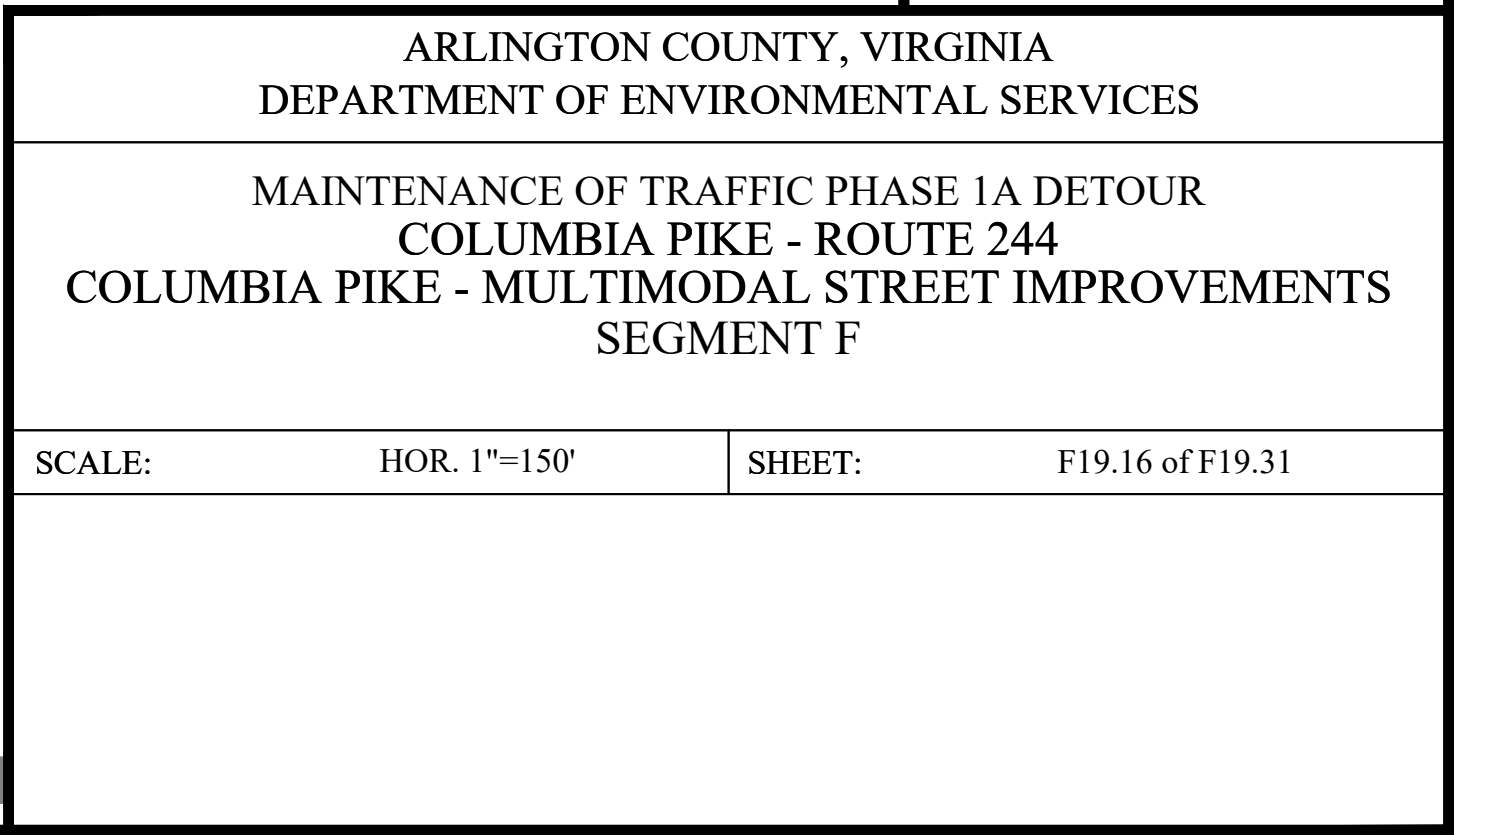 ARLINGTON COUNTY, VIRGINIA
DEPARTMENT OF ENVIRONMENTAL SERVICES
MAINTENANCE OF TRAFFIC PHASE 1A DETOUR
COLUMBIA PIKE - ROUTE 244
COLUMBIA PIKE - MULTIMODAL STREET IMPROVEMENTS
SEGMENT F
SCALE: HOR. 1"=150' SHEET: F19.16 of F19.31